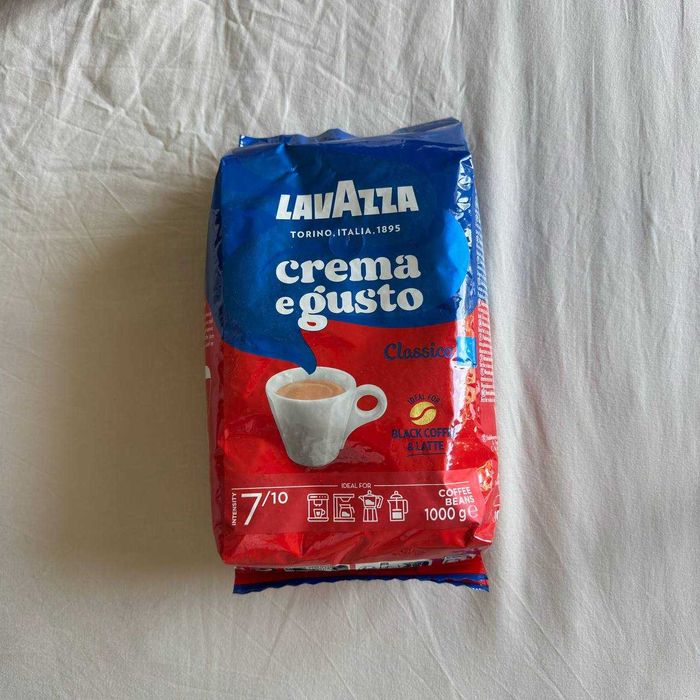 LAVAZZA
TORINO, ITALIA, 1895
crema
e gusto
Classico
IDEAL FOR
BLACK COFFEE
& LATTE
IDEAL FOR
INTENSITY
7/10
COFFEE
BEANS
1000 g ℮